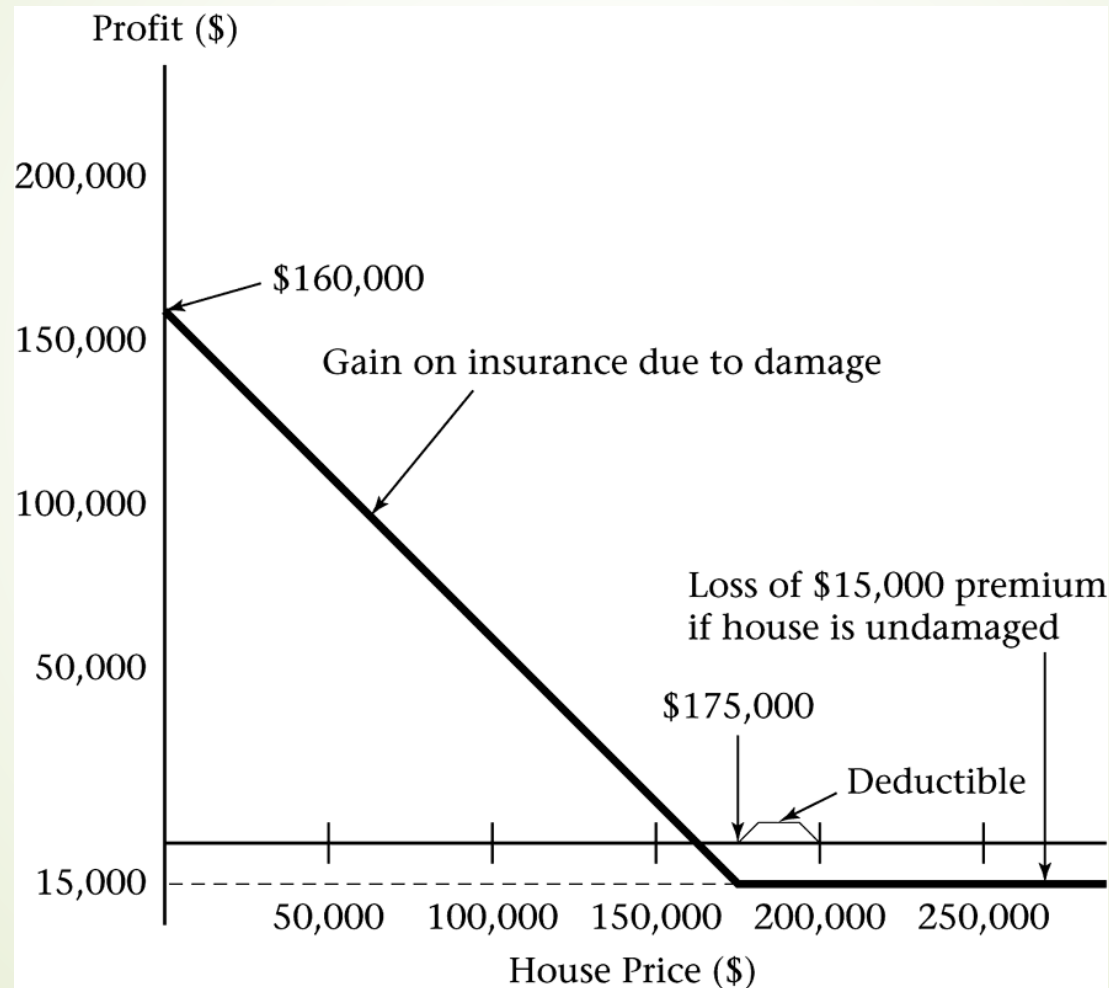 Profit ($)
200,000
$160,000
150,000
Gain on insurance due to damage
100,000
Loss of $15,000 premium
if house is undamaged
50,000
$175,000
Deductible
15,000
50,000 100,000 150,000 200,000 250,000
House Price ($)